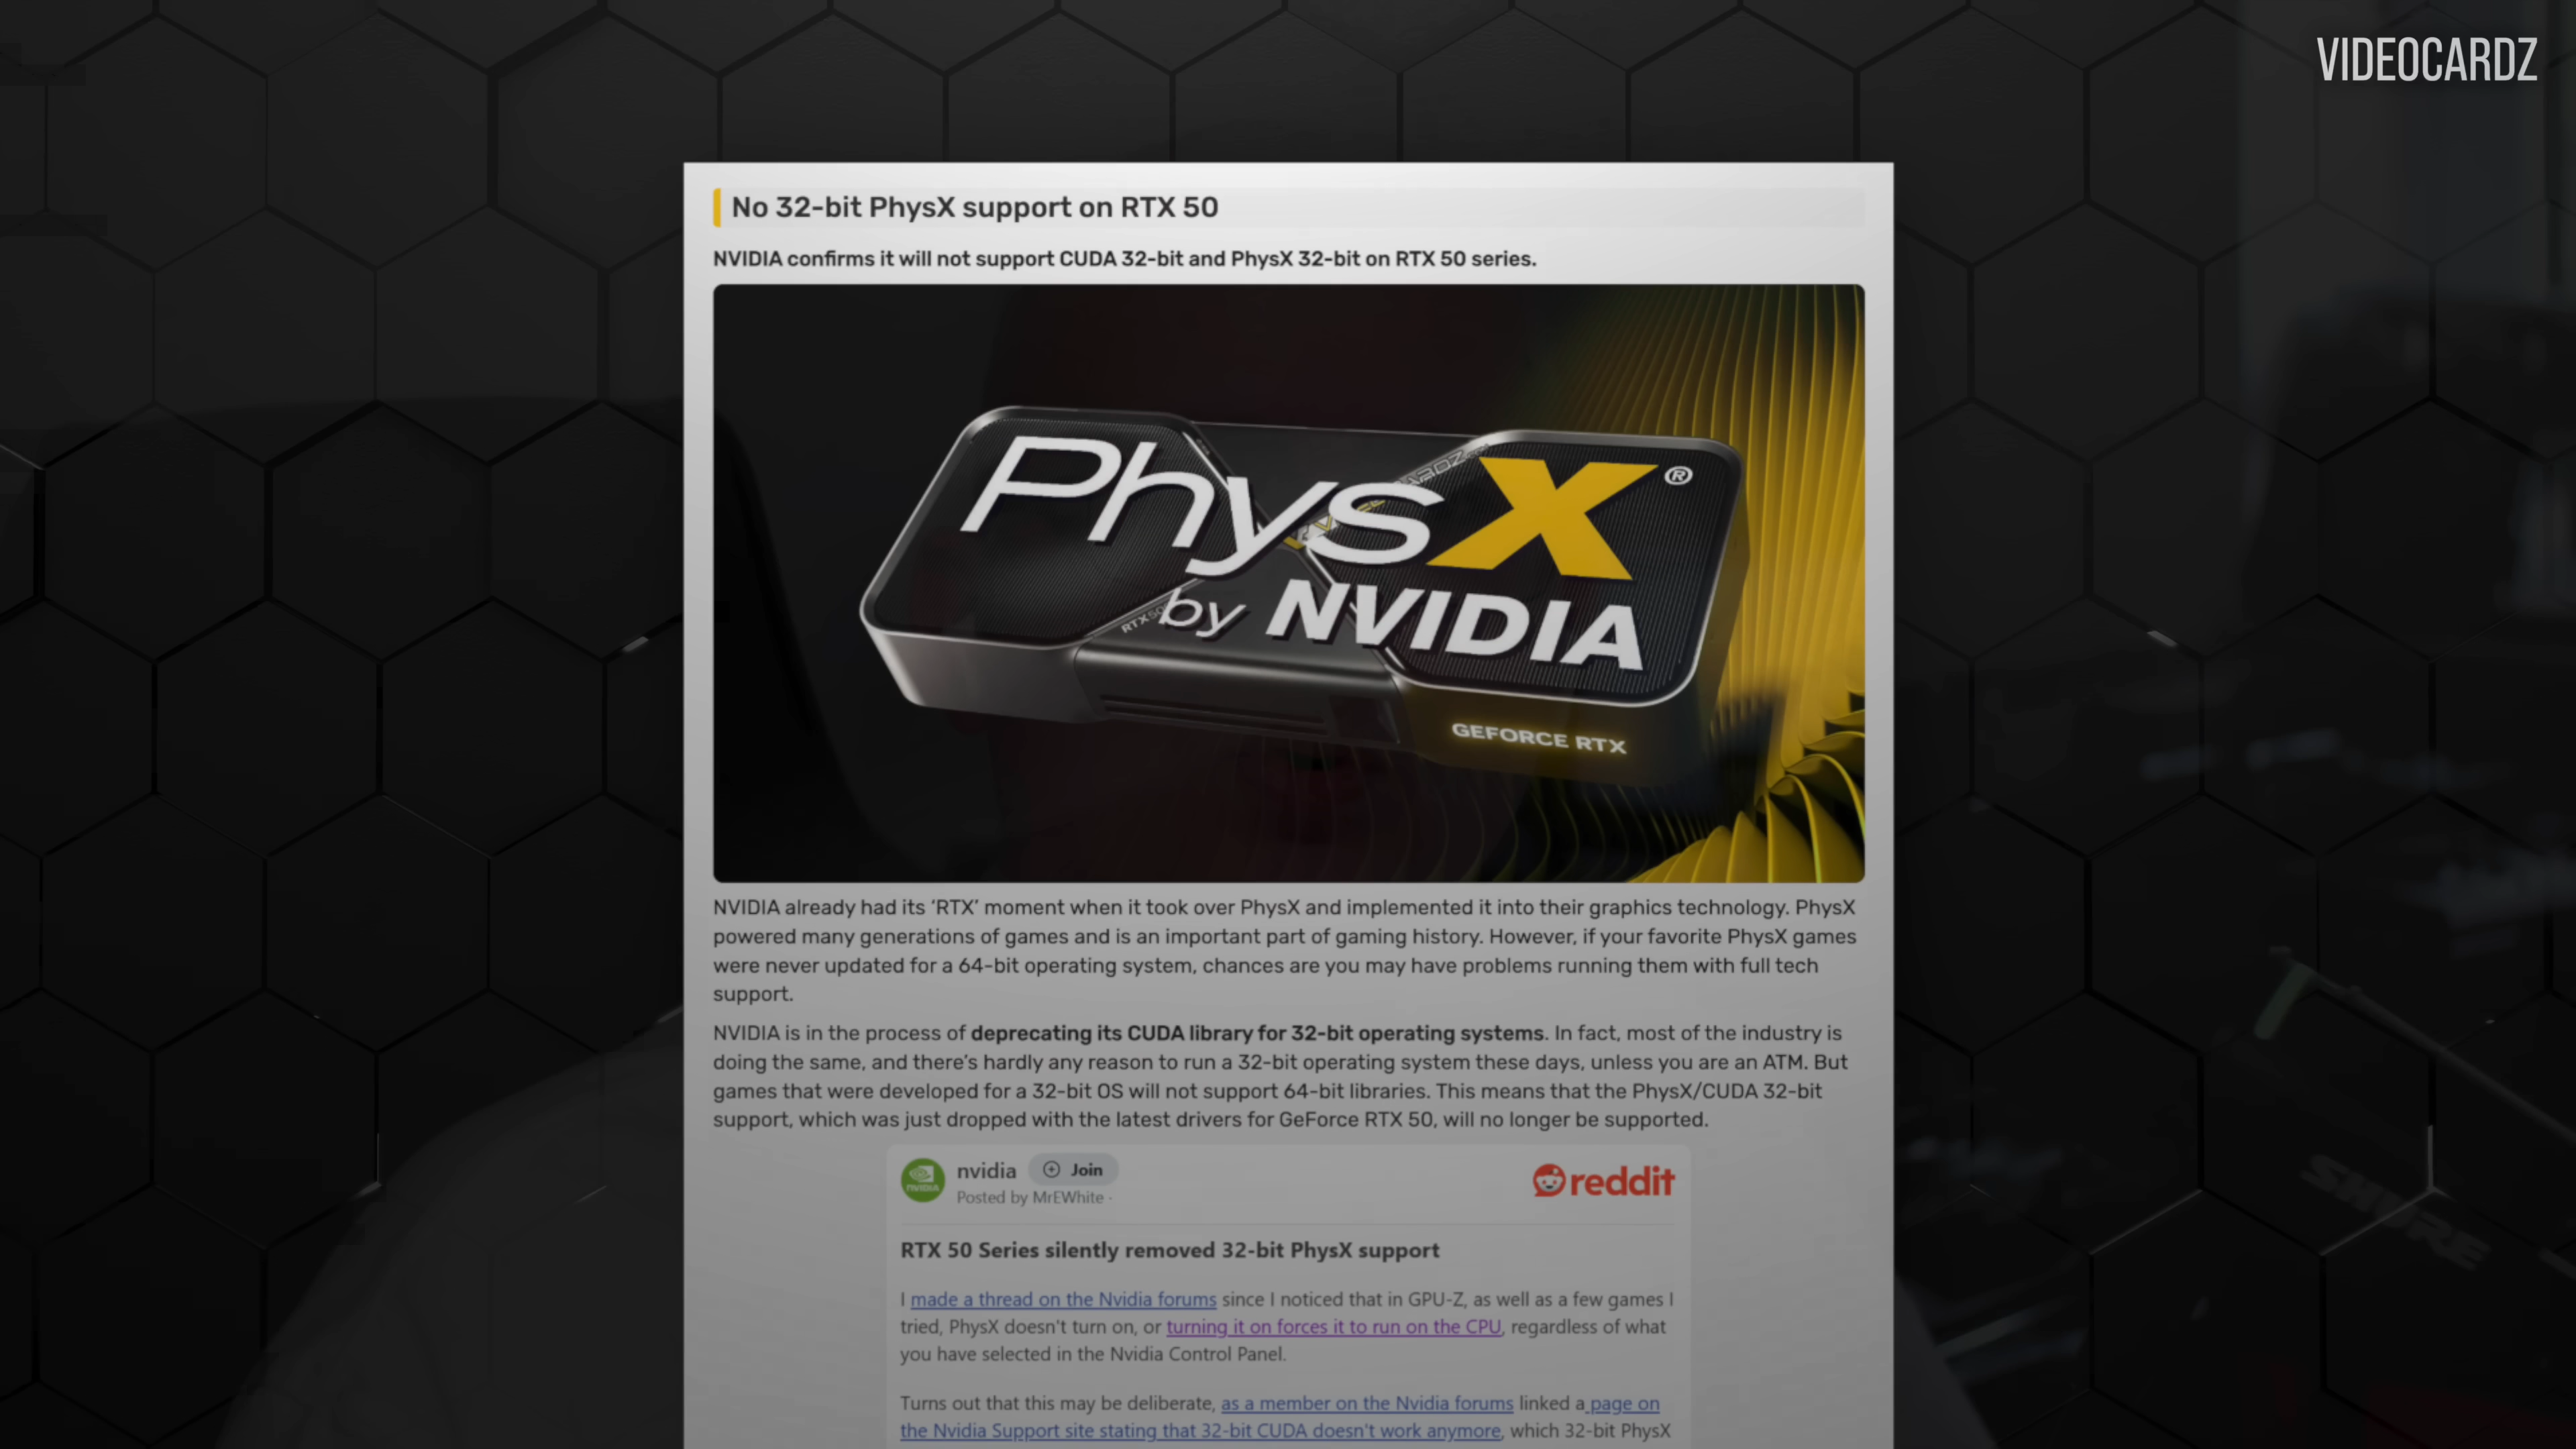 VIDEOCARDZ
No 32-bit PhysX support on RTX 50
NVIDIA confirms it will not support CUDA 32-bit and PhysX 32-bit on RTX 50 series.
PhysX®
by NVIDIA
GEFORCE RTX
NVIDIA already had its ‘RTX’ moment when it took over PhysX and implemented it into their graphics technology. PhysX
powered many generations of games and is an important part of gaming history. However, if your favorite PhysX games
were never updated for a 64-bit operating system, chances are you may have problems running them with full tech
support.
NVIDIA is in the process of deprecating its CUDA library for 32-bit operating systems. In fact, most of the industry is
doing the same, and there's hardly any reason to run a 32-bit operating system these days, unless you are an ATM. But
games that were developed for a 32-bit OS will not support 64-bit libraries. This means that the PhysX/CUDA 32-bit
support, which was just dropped with the latest drivers for GeForce RTX 50, will no longer be supported.
nvidia Join
Posted by MrEWhite ·
reddit
NVIDIA
RTX 50 Series silently removed 32-bit PhysX support
I made a thread on the Nvidia forums since I noticed that in GPU-Z, as well as a few games I
tried, PhysX doesn't turn on, or turning it on forces it to run on the CPU, regardless of what
you have selected in the Nvidia Control Panel.
Turns out that this may be deliberate, as a member on the Nvidia forums linked a page on
the Nvidia Support site stating that 32-bit CUDA doesn't work anymore, which 32-bit PhysX
SHURE